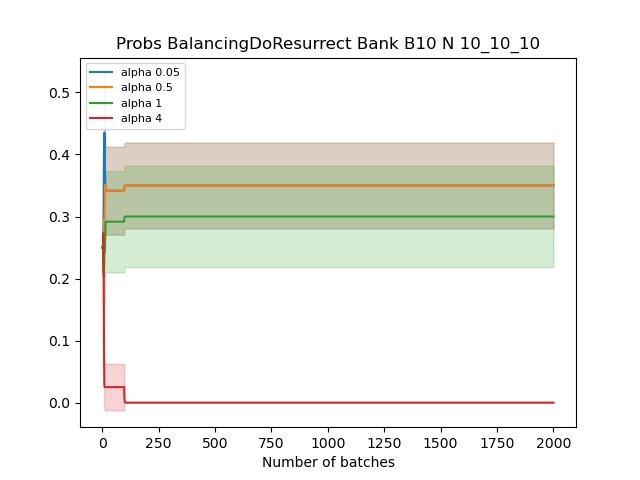 Probs BalancingDoResurrect Bank B10 N 10_10_10
alpha 0.05
alpha 0.5
alpha 1
alpha 4
0.5
0.4
0.3
0.2
0.1
0.0
0 250 500 750 1000 1250 1500 1750 2000
Number of batches